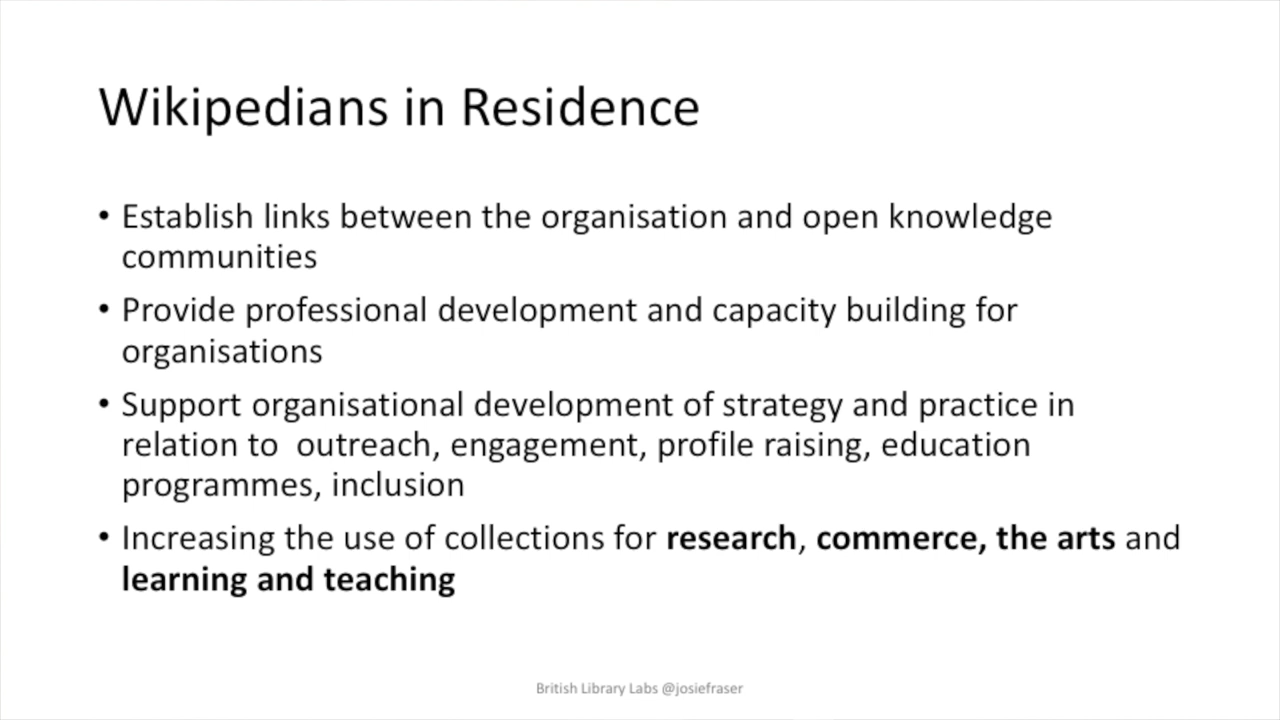 Wikipedians in Residence
• Establish links between the organisation and open knowledge
communities
• Provide professional development and capacity building for
organisations
• Support organisational development of strategy and practice in
relation to  outreach, engagement, profile raising, education
programmes, inclusion
• Increasing the use of collections for research, commerce, the arts and
learning and teaching
British Library Labs @josiefraser